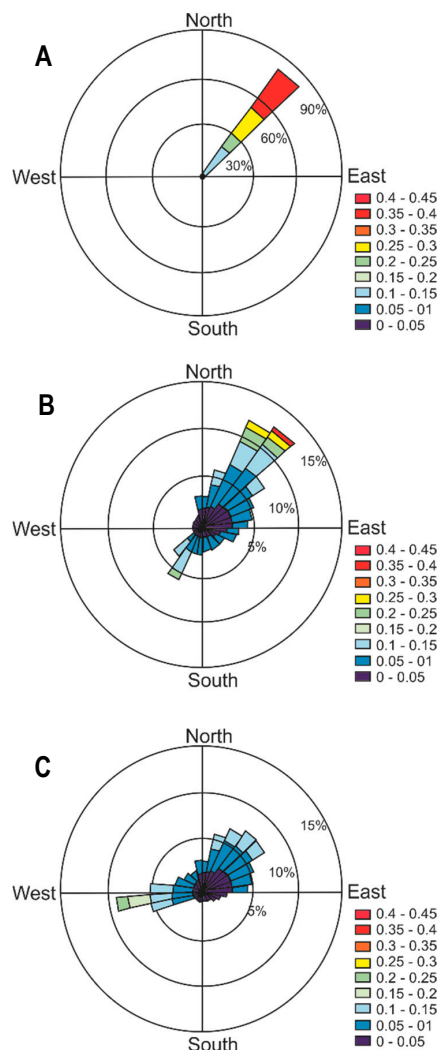 A
North
90%
60%
30%
West
East
South
0.4 - 0.45
0.35 - 0.4
0.3 - 0.35
0.25 - 0.3
0.2 - 0.25
0.15 - 0.2
0.1 - 0.15
0.05 - 01
0 - 0.05
B
North
15%
10%
5%
West
East
South
0.4 - 0.45
0.35 - 0.4
0.3 - 0.35
0.25 - 0.3
0.2 - 0.25
0.15 - 0.2
0.1 - 0.15
0.05 - 01
0 - 0.05
C
North
15%
10%
5%
West
East
South
0.4 - 0.45
0.35 - 0.4
0.3 - 0.35
0.25 - 0.3
0.2 - 0.25
0.15 - 0.2
0.1 - 0.15
0.05 - 01
0 - 0.05